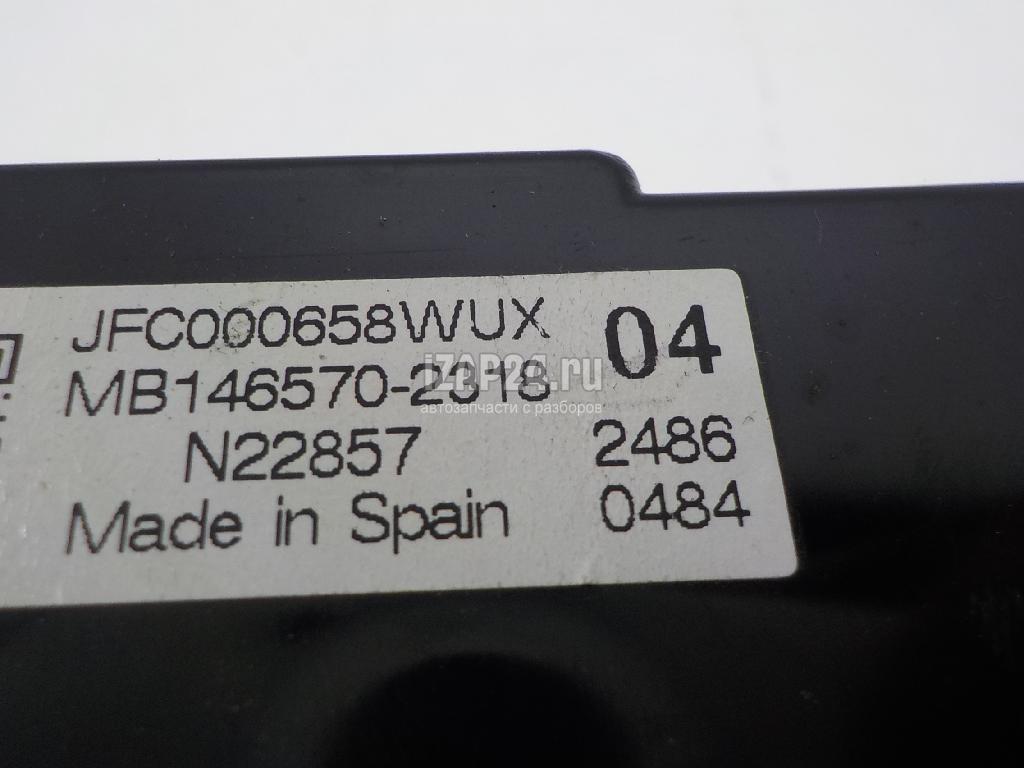 JFC000658WUX 04
MB146570-2318
iZAP24.ru
автозапчасти с разборов
N22857 2486
Made in Spain 0484